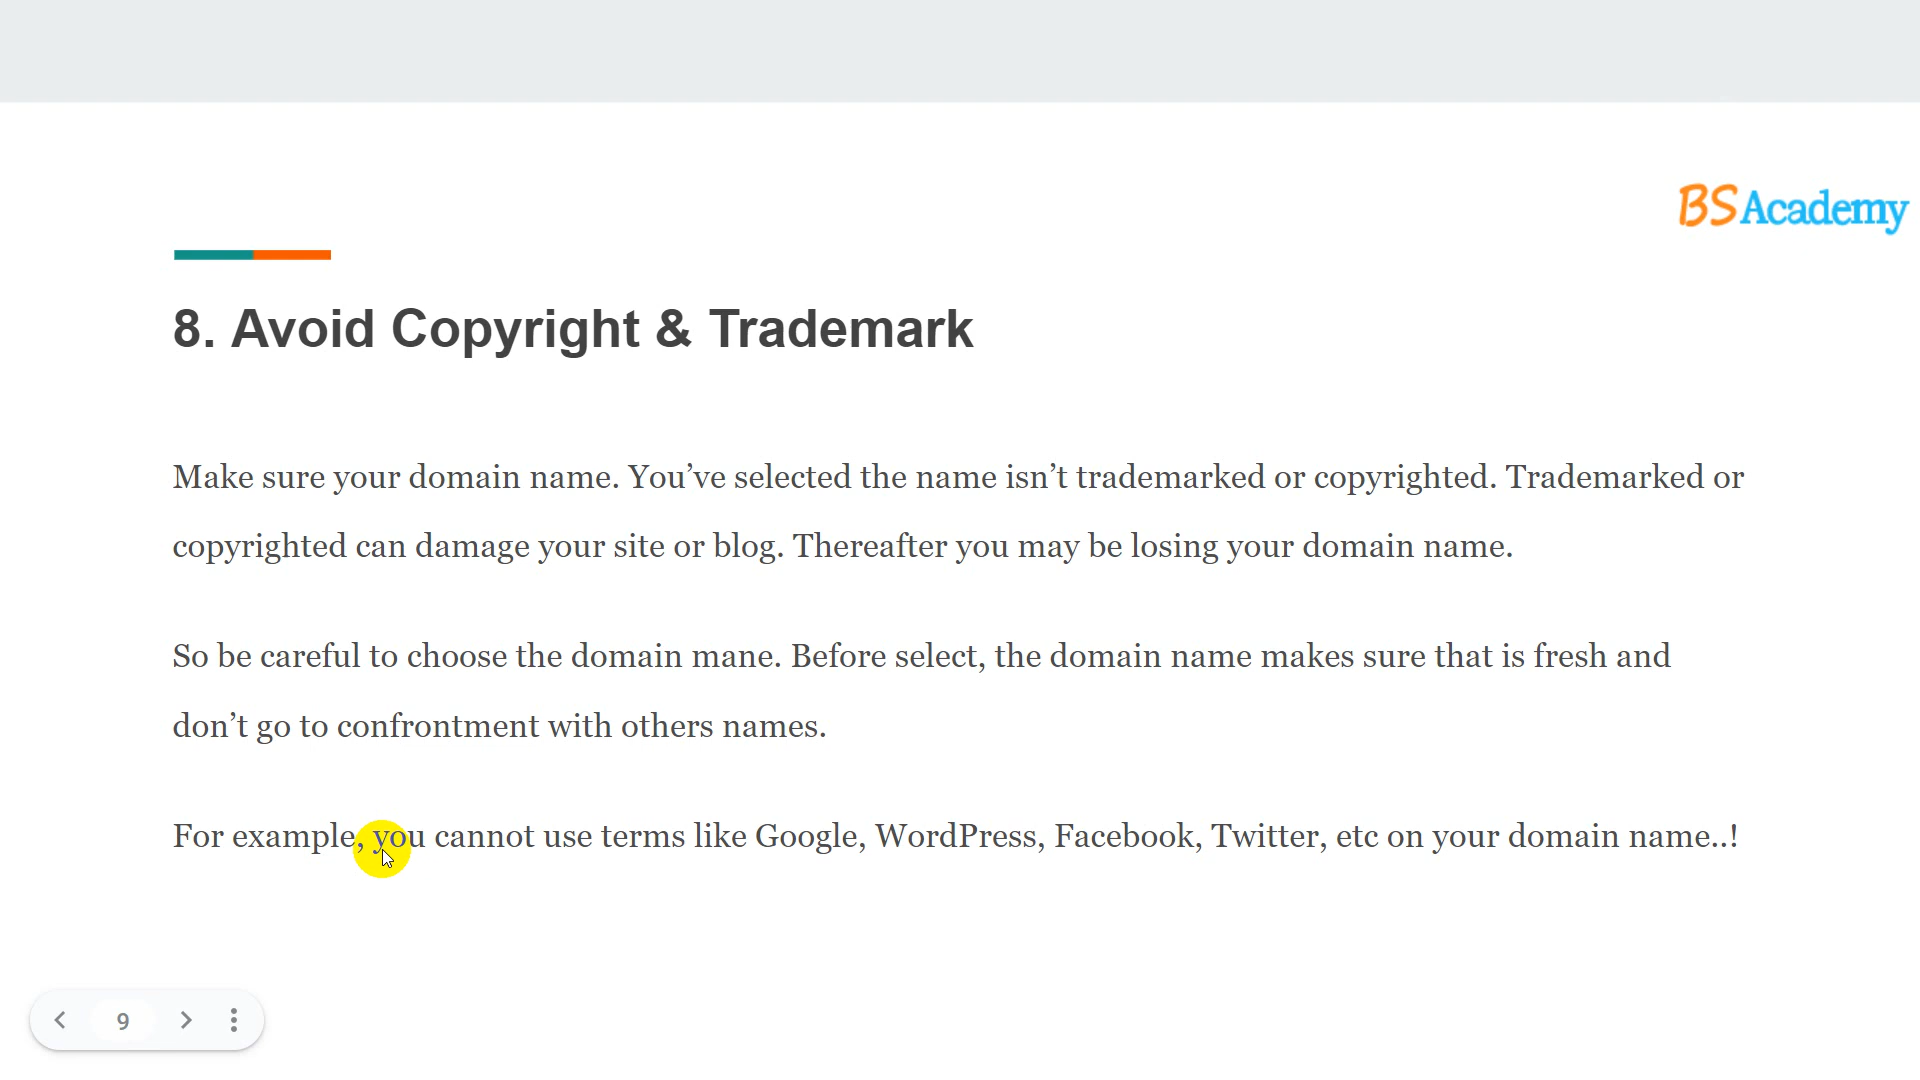 BSAcademy
8. Avoid Copyright & Trademark
Make sure your domain name. You’ve selected the name isn’t trademarked or copyrighted. Trademarked or
copyrighted can damage your site or blog. Thereafter you may be losing your domain name.
So be careful to choose the domain mane. Before select, the domain name makes sure that is fresh and
don’t go to confrontment with others names.
For example, you cannot use terms like Google, WordPress, Facebook, Twitter, etc on your domain name..!
9